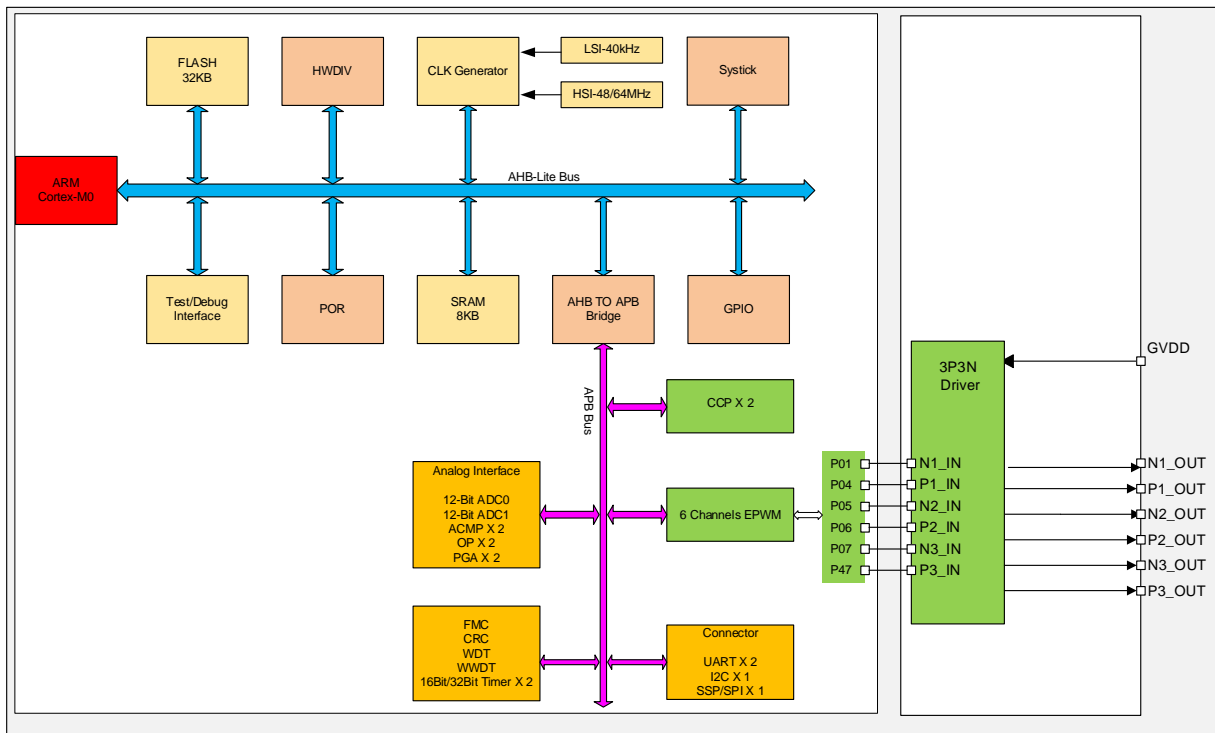 FLASH
32KB
HWDIV
CLK Generator
LSI-40kHz
HSI-48/64MHz
Systick
ARM
Cortex-M0
AHB-Lite Bus
Test/Debug
Interface
POR
SRAM
8KB
AHB TO APB
Bridge
GPIO
APB Bus
CCP X 2
Analog Interface
12-Bit ADC0
12-Bit ADC1
ACMP X 2
OP X 2
PGA X 2
6 Channels EPWM
FMC
CRC
WDT
WWDT
16Bit/32Bit Timer X 2
Connector
UART X 2
I2C X 1
SSP/SPI X 1
P01
P04
P05
P06
P07
P47
3P3N
Driver
N1_IN
P1_IN
N2_IN
P2_IN
N3_IN
P3_IN
GVDD
N1_OUT
P1_OUT
N2_OUT
P2_OUT
N3_OUT
P3_OUT